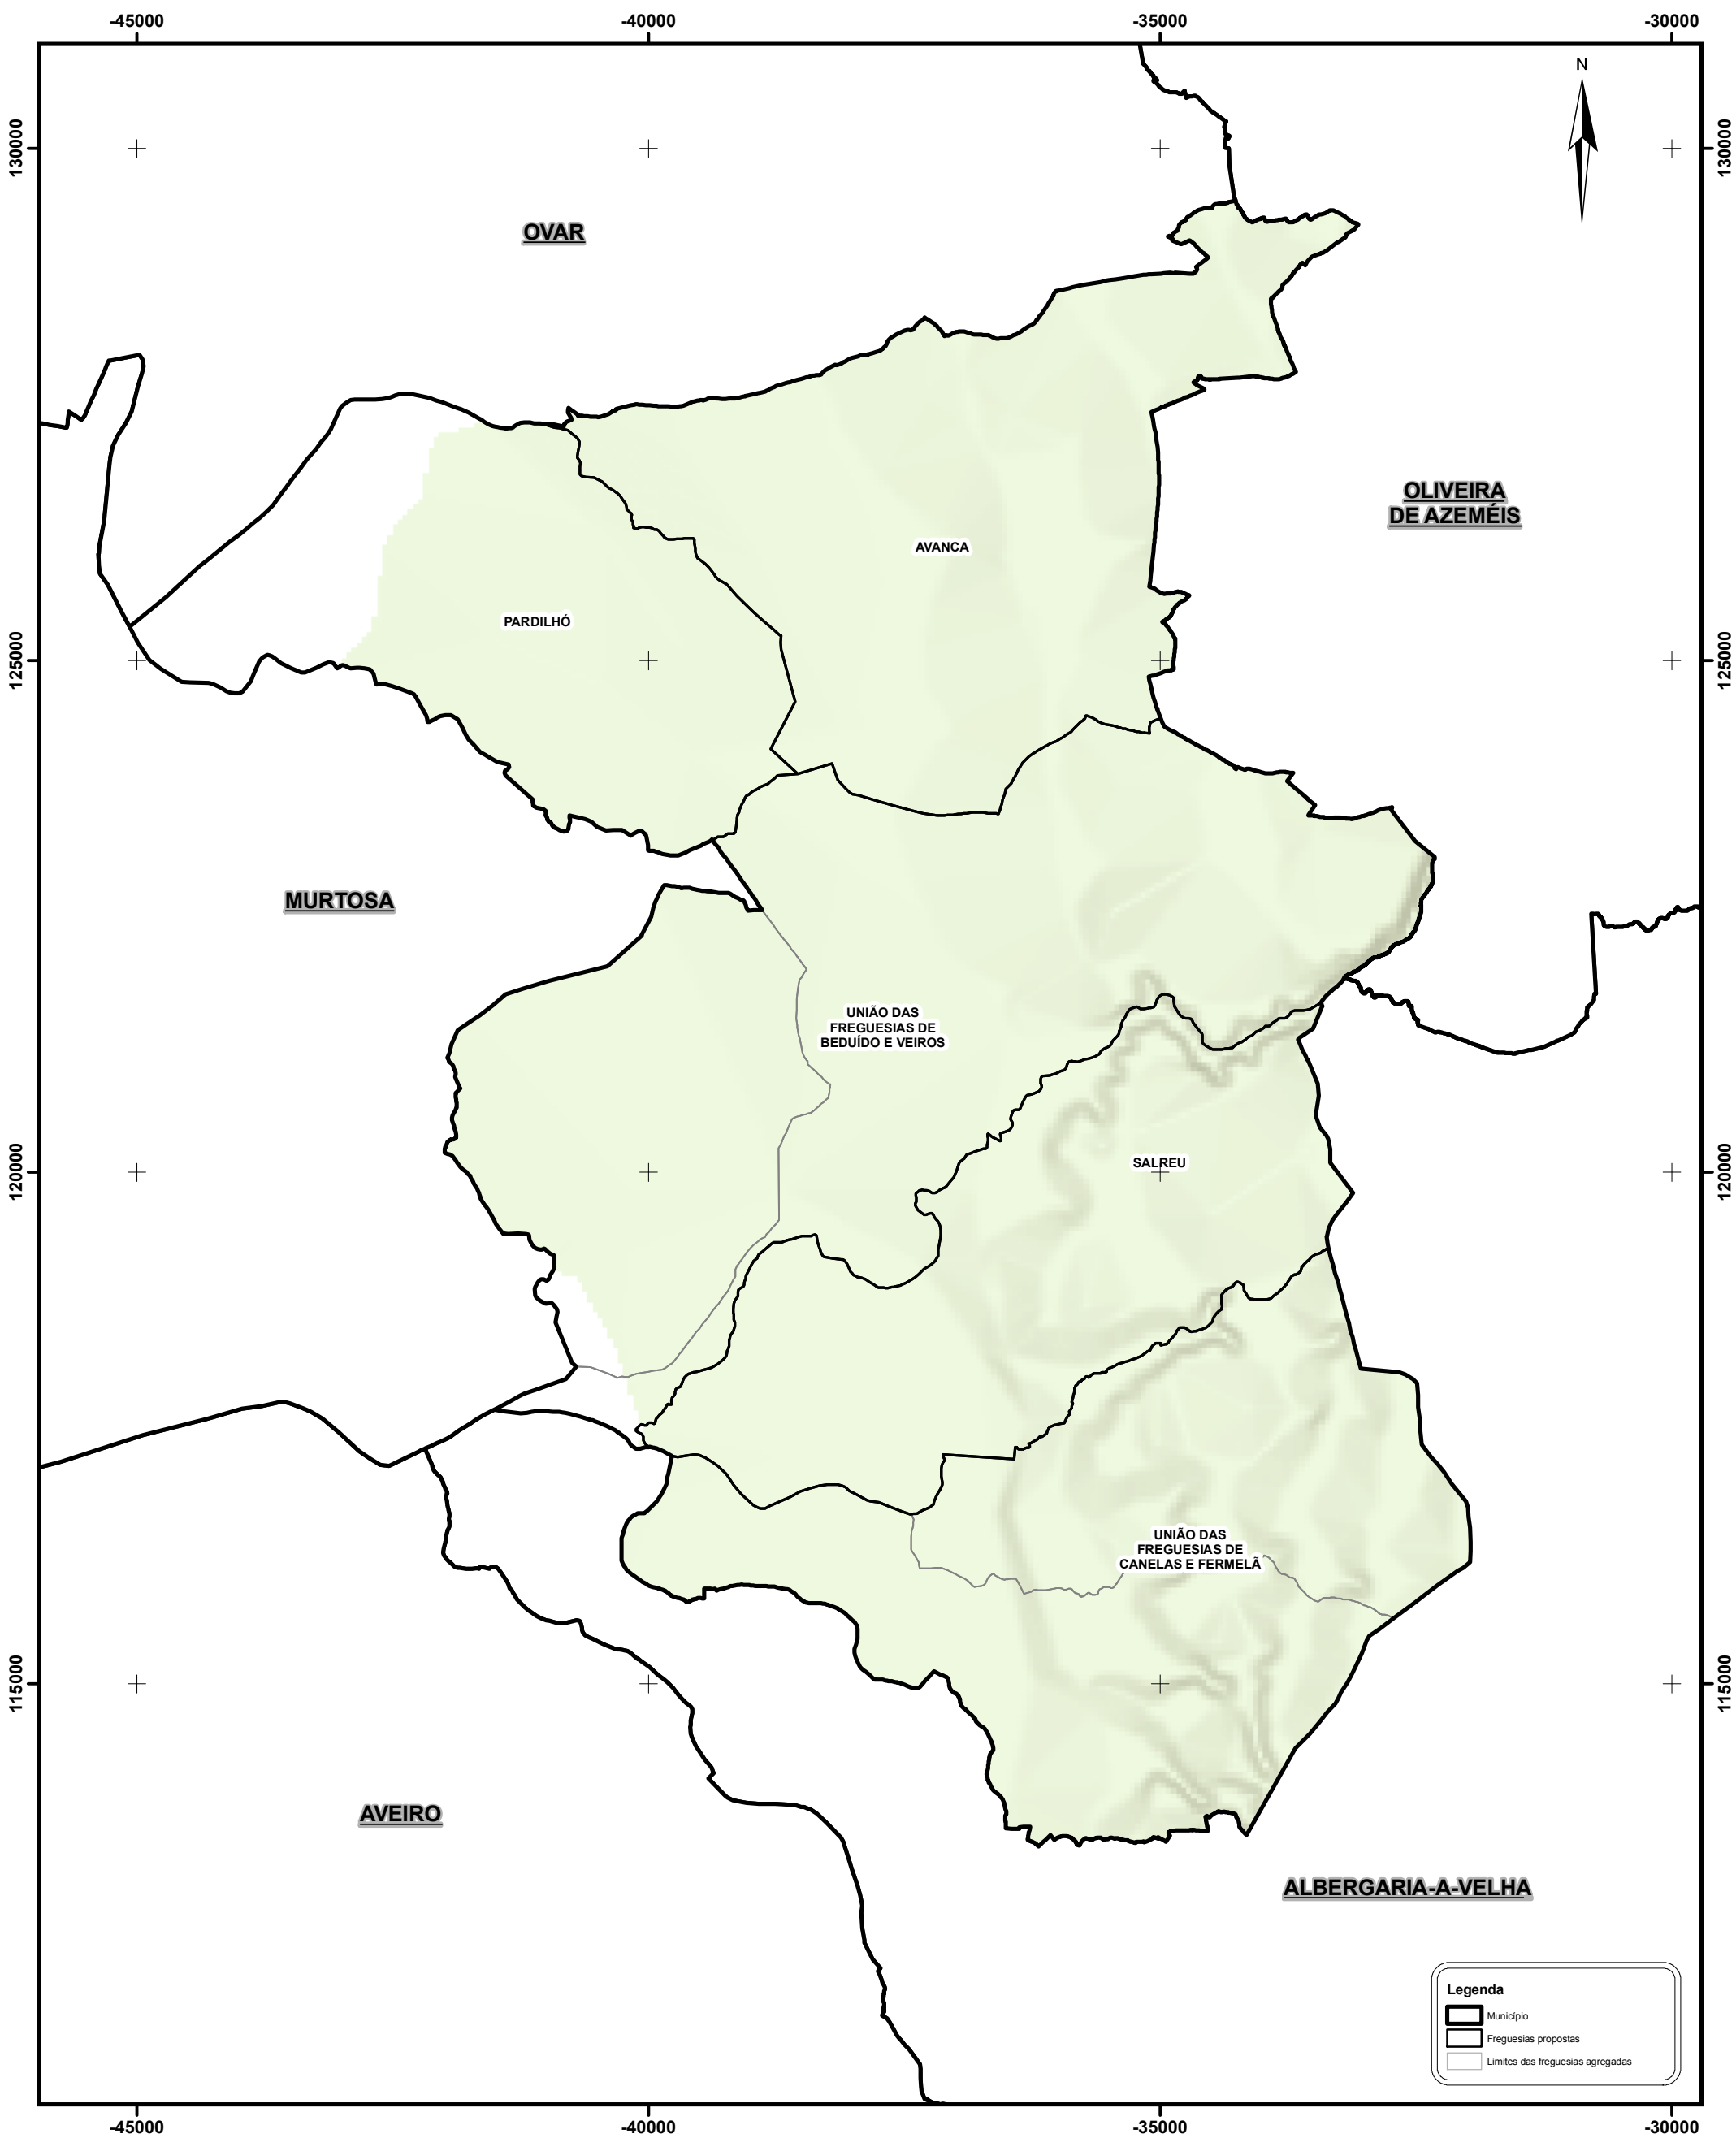 -45000
-40000
-35000
-30000
N
130000
130000
OVAR
OLIVEIRA
DE AZEMÉIS
AVANCA
PARDILHÓ
125000
125000
MURTOSA
UNIÃO DAS
FREGUESIAS DE
BEDUÍDO E VEIROS
SALREU
120000
120000
UNIÃO DAS
FREGUESIAS DE
CANELAS E FERMELÃ
115000
115000
AVEIRO
ALBERGARIA-A-VELHA
Legenda
Município
Freguesias propostas
Limites das freguesias agregadas
-45000
-40000
-35000
-30000